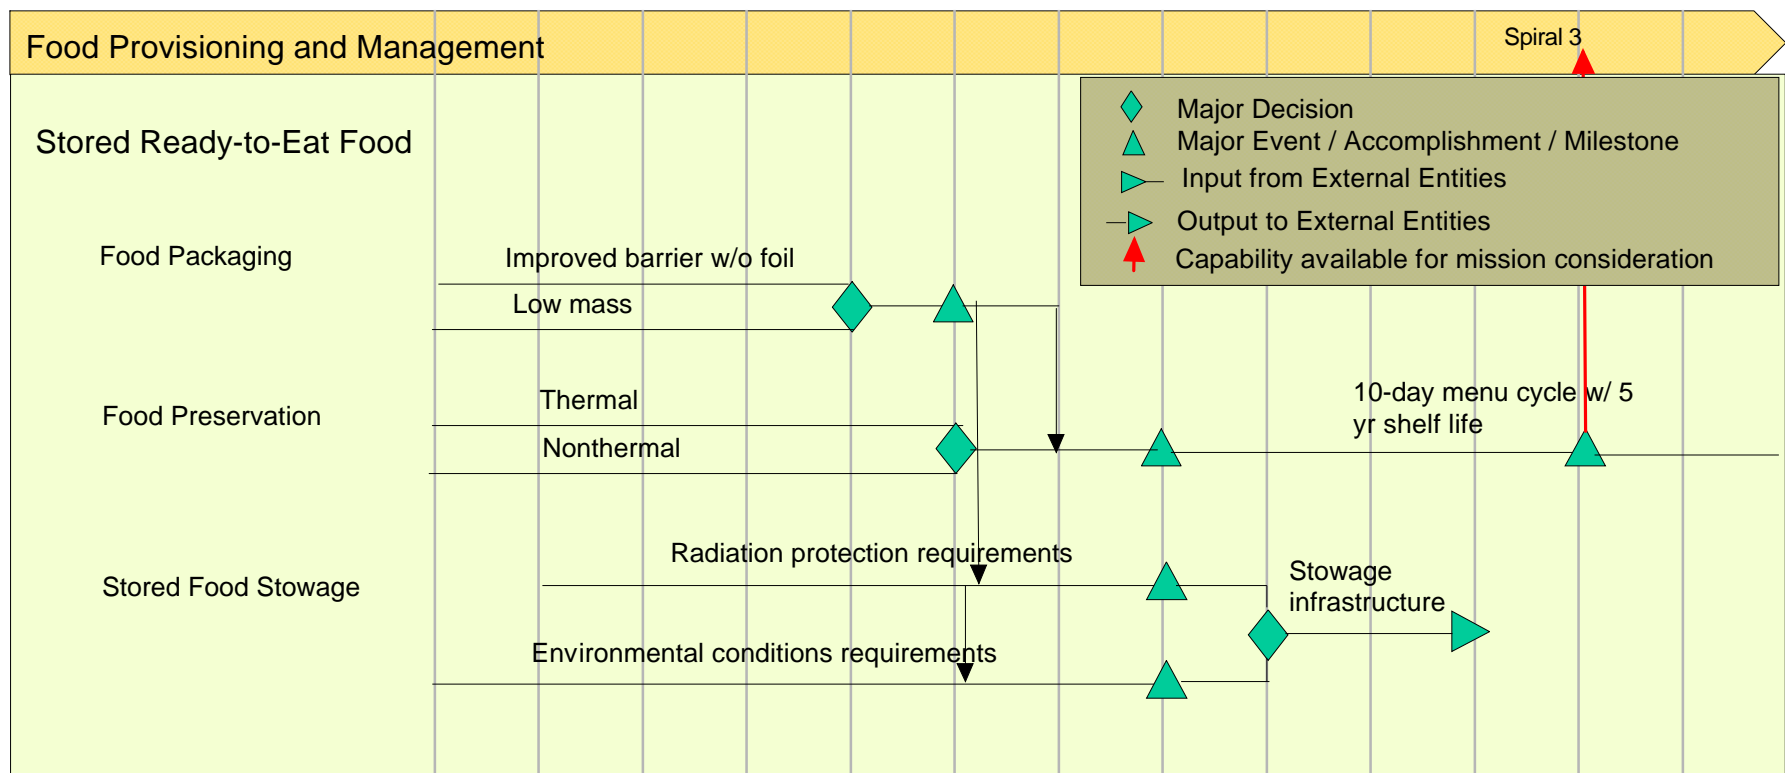 Food Provisioning and Management
Spiral 3
Stored Ready-to-Eat Food
Major Decision
Major Event / Accomplishment / Milestone
Input from External Entities
Output to External Entities
Capability available for mission consideration
Food Packaging
Improved barrier w/o foil
Low mass
Food Preservation
Thermal
Nonthermal
10-day menu cycle w/ 5
yr shelf life
Stored Food Stowage
Radiation protection requirements
Environmental conditions requirements
Stowage
infrastructure